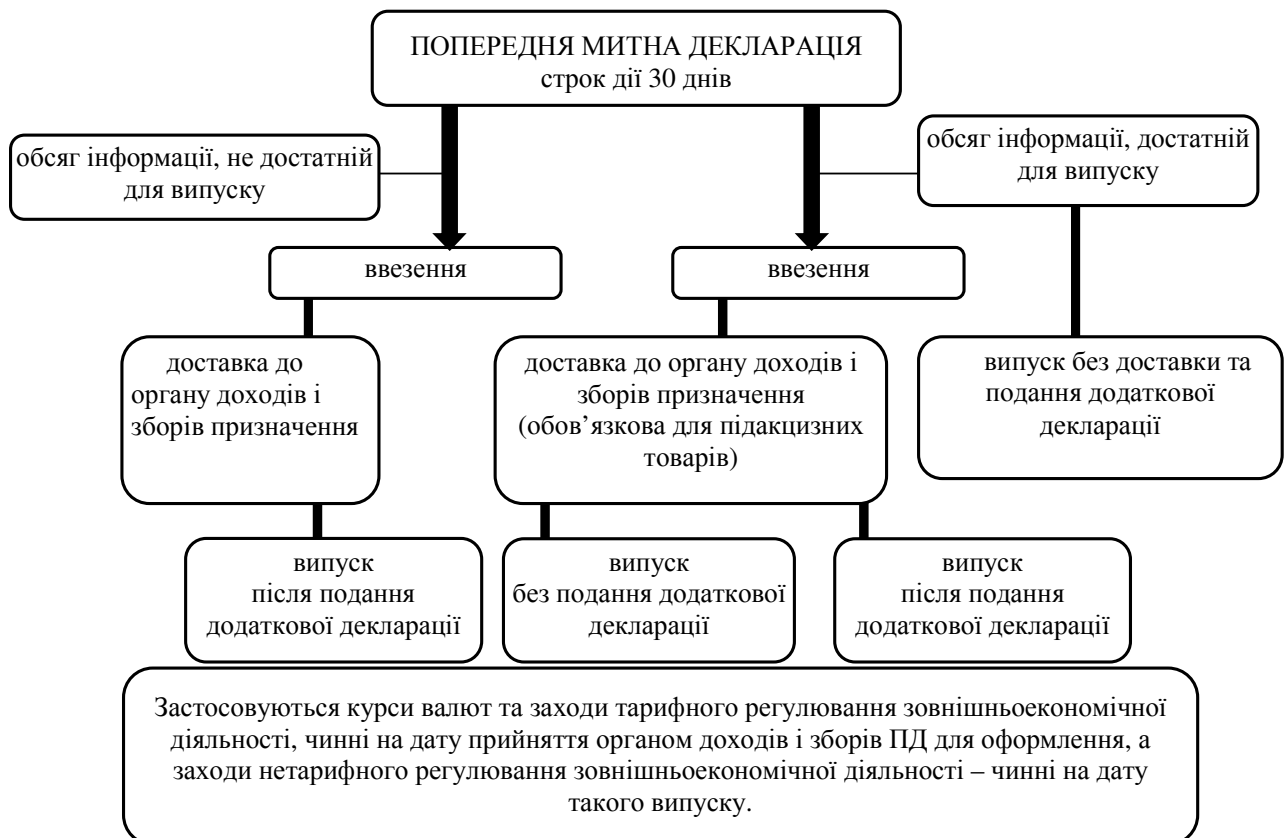 ПОПЕРЕДНЯ МИТНА ДЕКЛАРАЦІЯ
строк дії 30 днів
обсяг інформації, не достатній
для випуску
обсяг інформації, достатній
для випуску
ввезення
ввезення
доставка до
органу доходів і
зборів призначення
доставка до органу доходів і
зборів призначення
(обов’язкова для підакцизних
товарів)
випуск без доставки та
подання додаткової
декларації
випуск
після подання
додаткової декларації
випуск
без подання додаткової
декларації
випуск
після подання
додаткової декларації
Застосовуються курси валют та заходи тарифного регулювання зовнішньоекономічної
діяльності, чинні на дату прийняття органом доходів і зборів ПД для оформлення, а
заходи нетарифного регулювання зовнішньоекономічної діяльності – чинні на дату
такого випуску.